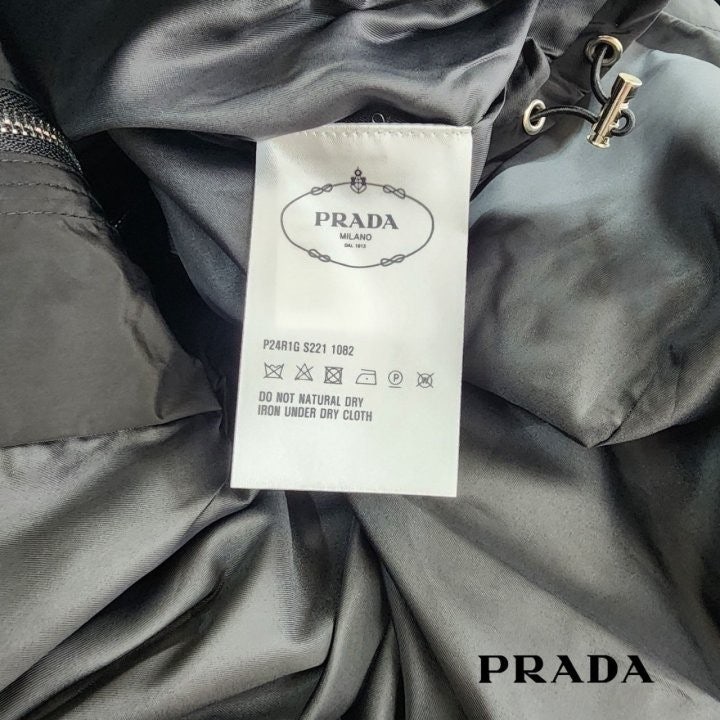 PRADA
MILANO
DAL 1913
P24R1G S221 1082
DO NOT NATURAL DRY
IRON UNDER DRY CLOTH
PRADA